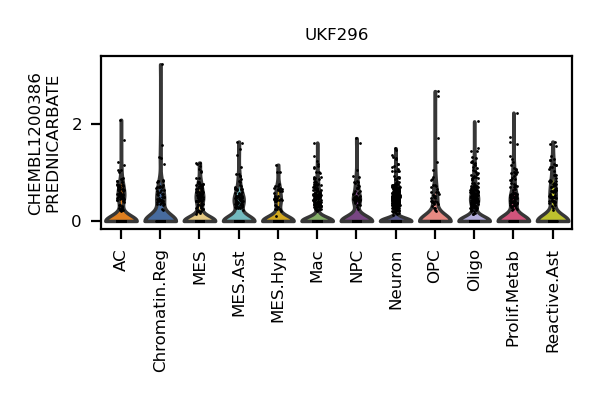 UKF296
CHEMBL1200386
PREDNICARBATE
2
0
AC
Chromatin.Reg
MES
MES.Ast
MES.Hyp
Mac
NPC
Neuron
OPC
Oligo
Prolif.Metab
Reactive.Ast